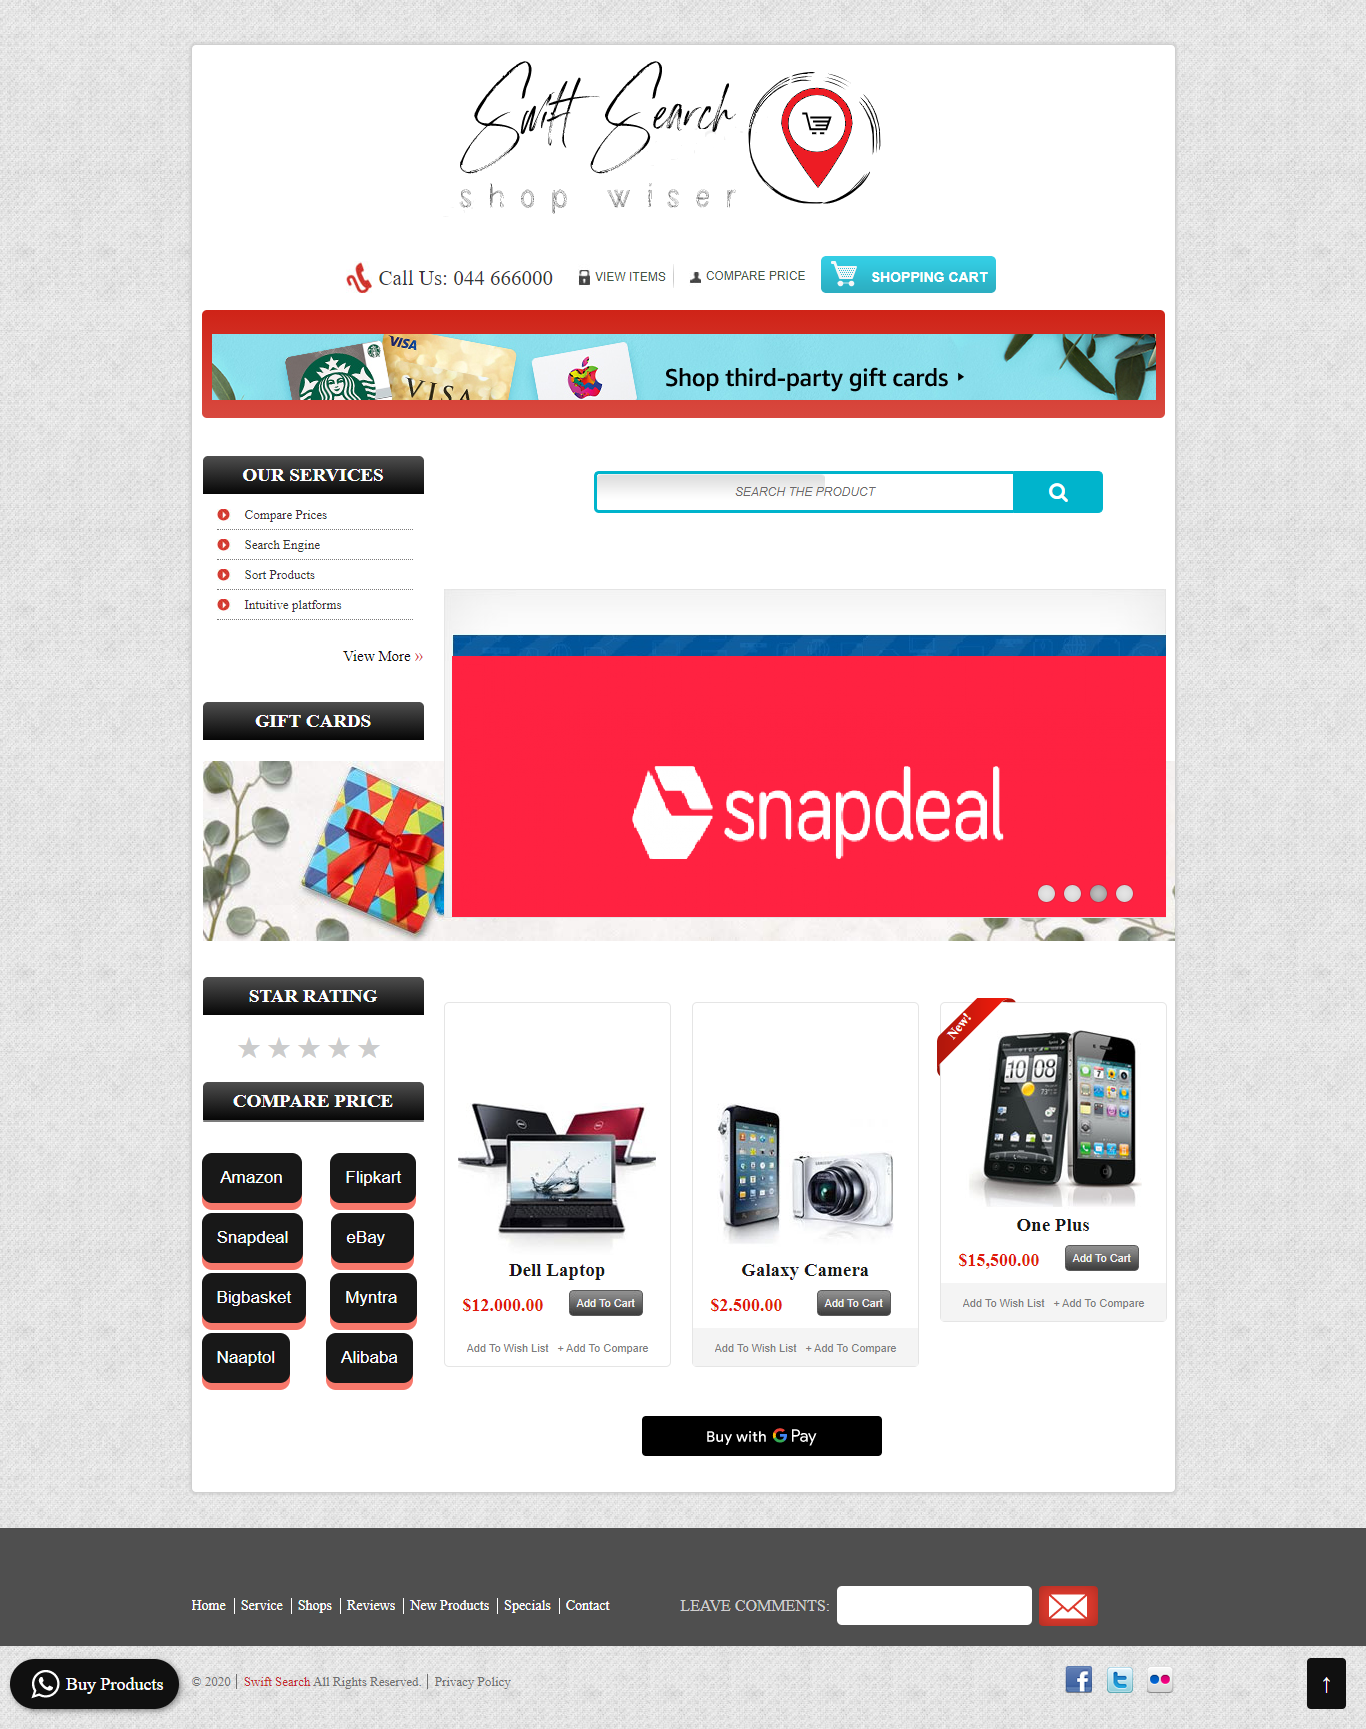 Swift Search
shop wiser
Call Us: 044 666000
VIEW ITEMS
COMPARE PRICE
SHOPPING CART
VISA
VISA
Shop third-party gift cards
OUR SERVICES
SEARCH THE PRODUCT
Compare Prices
Search Engine
Sort Products
Intuitive platforms
View More »
GIFT CARDS
snapdeal
STAR RATING
★ ★ ★ ★ ★
COMPARE PRICE
Amazon Flipkart
Snapdeal eBay
Bigbasket Myntra
Naaptol Alibaba
Dell Laptop
$12.000.00 Add To Cart
Add To Wish List + Add To Compare
SAMSUNG
Galaxy Camera
$2.500.00 Add To Cart
Add To Wish List + Add To Compare
New!
10:08
One Plus
$15,500.00 Add To Cart
Add To Wish List + Add To Compare
Buy with G Pay
Home | Service | Shops | Reviews | New Products | Specials | Contact
LEAVE COMMENTS:
Buy Products
© 2020 | Swift Search All Rights Reserved. | Privacy Policy
↑